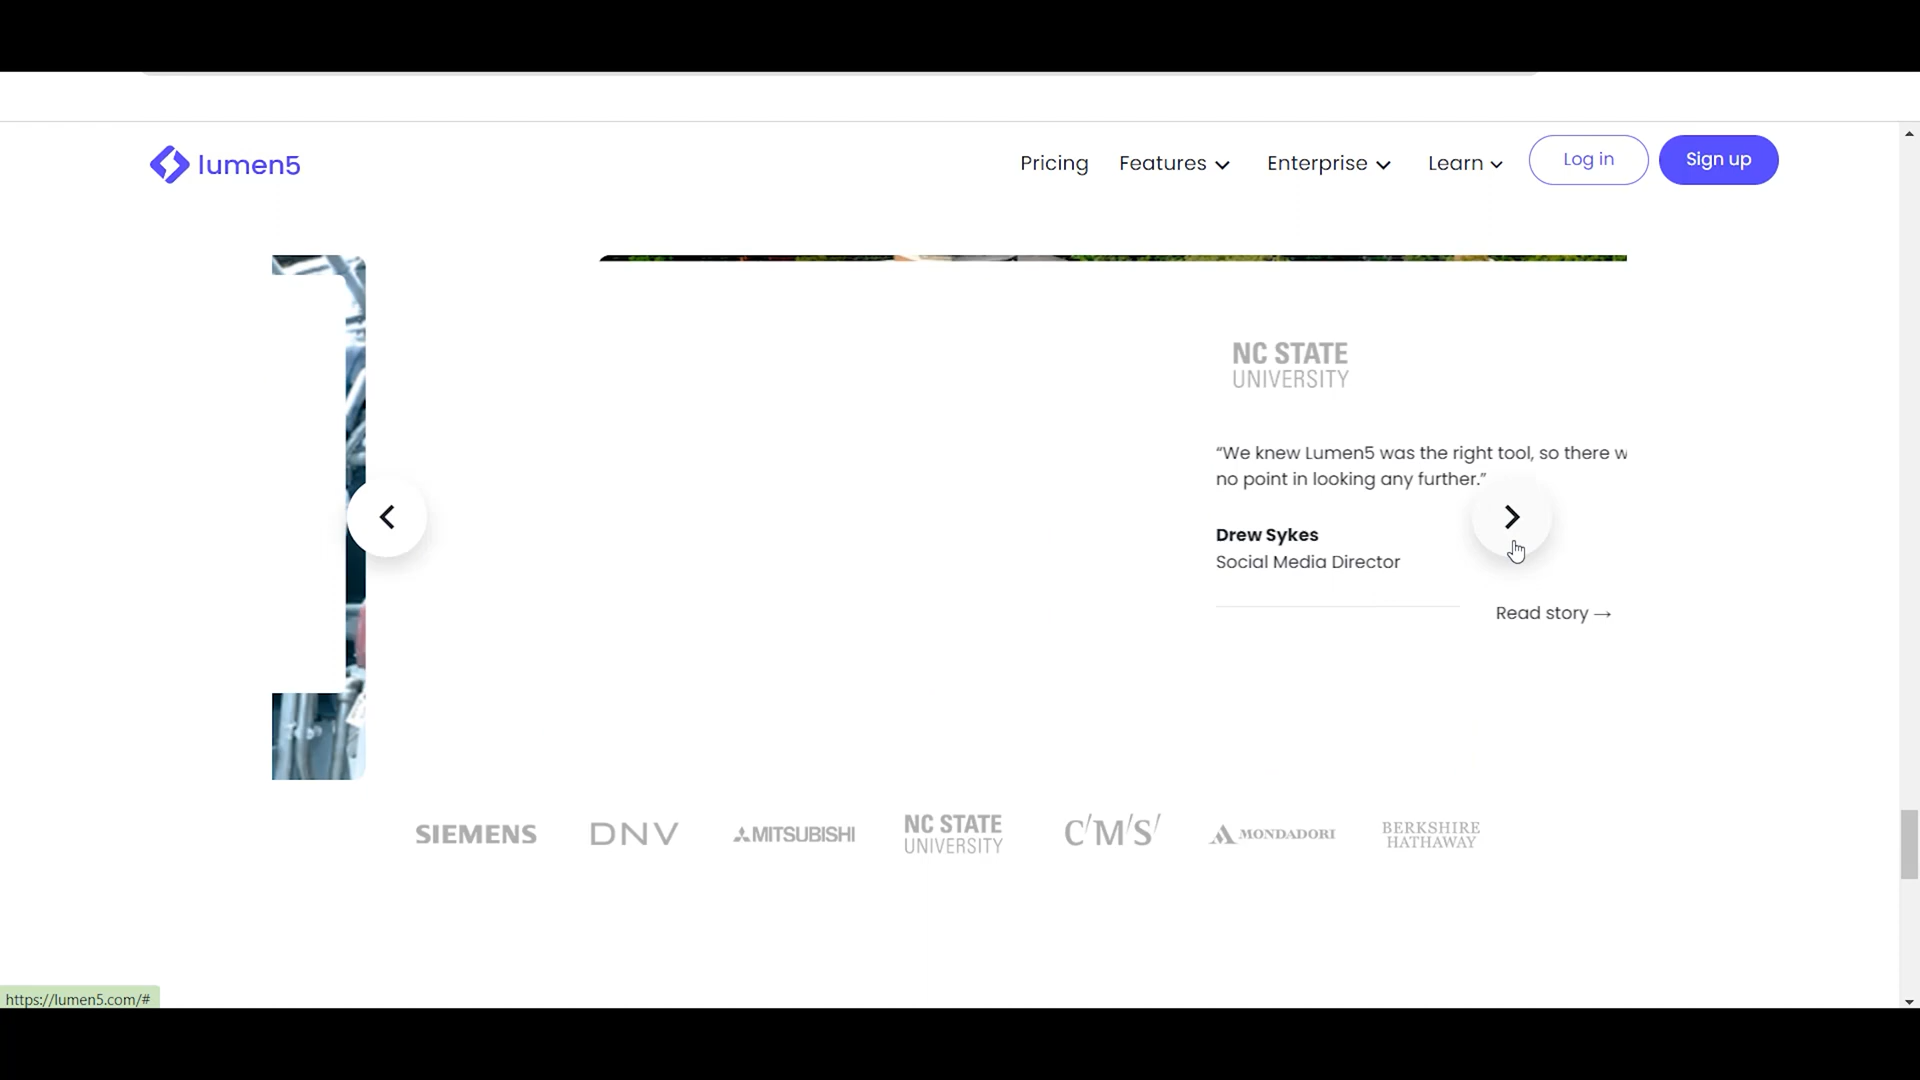 lumen5
Pricing Features Enterprise Learn Log in Sign up
NC STATE
UNIVERSITY
“We knew Lumen5 was the right tool, so there w
no point in looking any further.”
Drew Sykes
Social Media Director
Read story →
SIEMENS DNV MITSUBISHI NC STATE UNIVERSITY C/M/S/ MONDADORI BERKSHIRE HATHAWAY
https://lumen5.com/#